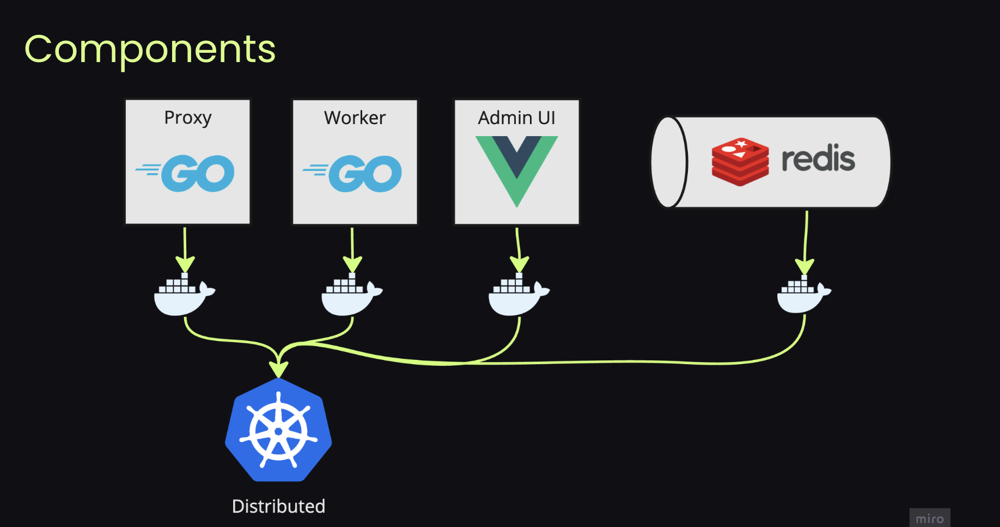 Components
Proxy
Worker
Admin UI
GO
GO
redis
Distributed
miro